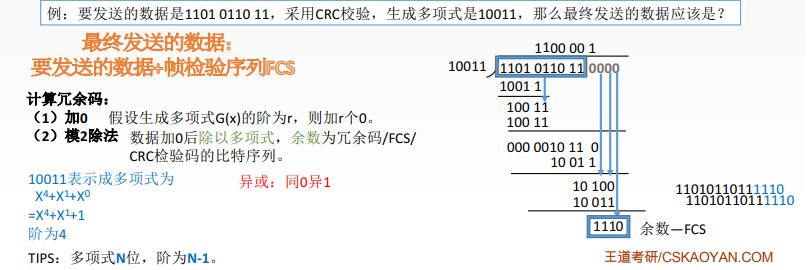 例：要发送的数据是1101 0110 11，采用CRC校验，生成多项式是10011，那么最终发送的数据应该是？
最终发送的数据：
要发送的数据+帧检验序列FCS
计算冗余码：
（1）加0 假设生成多项式G(x)的阶为r，则加r个0。
（2）模2除法 数据加0后除以多项式，余数为冗余码/FCS/
CRC检验码的比特序列。
10011表示成多项式为
X4+X1+X0
=X4+X1+1
阶为4
异或：同0异1
TIPS：多项式N位，阶为N-1。
1100 00 1
10011 1101 0110 11 0000
1001 1
100 11
100 11
000 0010 11 0
10 01 1
10 100
10 011
1110 余数—FCS
11010110111110
11010110111110
王道考研/CSKAOYAN.COM